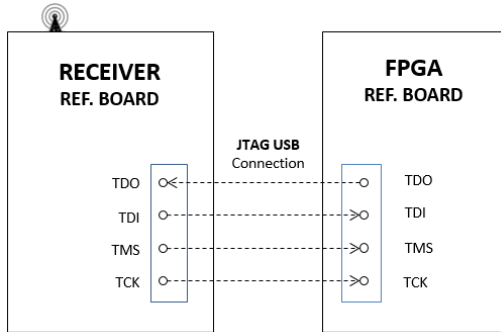 RECEIVER
REF. BOARD
FPGA
REF. BOARD
JTAG USB
Connection
TDO
TDI
TMS
TCK
TDO
TDI
TMS
TCK